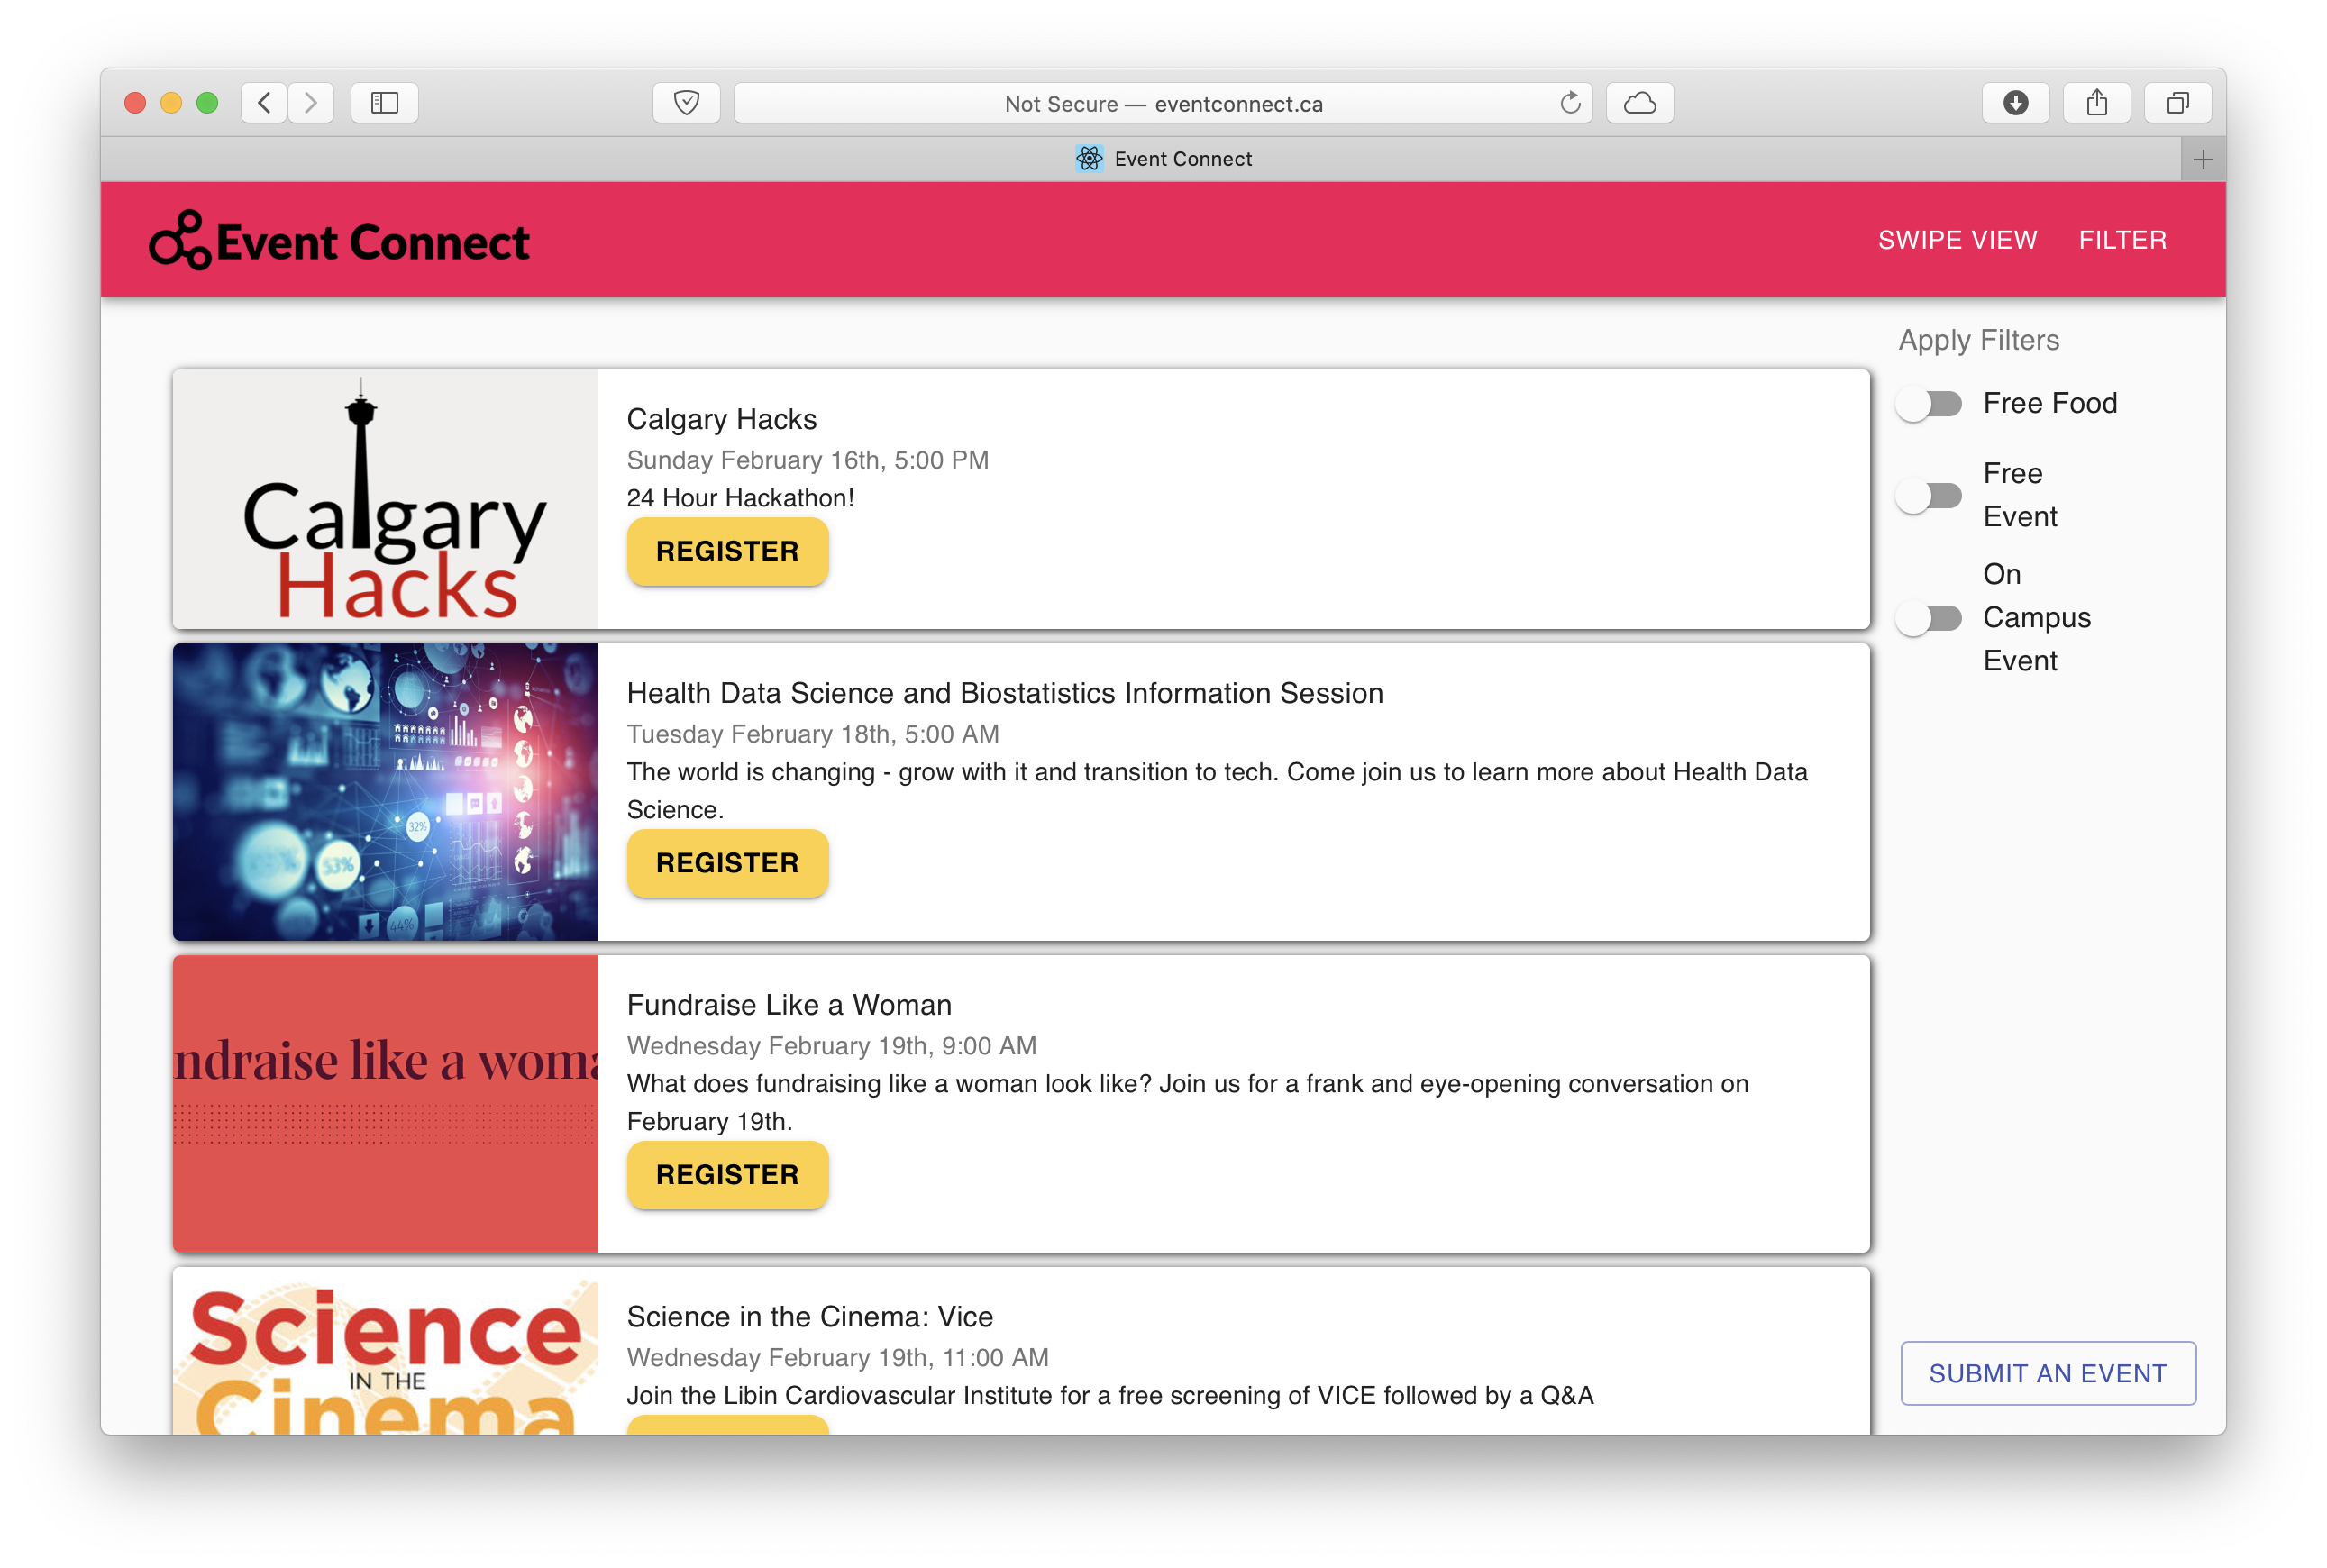 Not Secure — eventconnect.ca
Event Connect
Event Connect
SWIPE VIEW
FILTER
Apply Filters
Free Food
Free
Event
On
Campus
Event
Calgary
Hacks
Calgary Hacks
Sunday February 16th, 5:00 PM
24 Hour Hackathon!
REGISTER
32%
53%
44%
Health Data Science and Biostatistics Information Session
Tuesday February 18th, 5:00 AM
The world is changing - grow with it and transition to tech. Come join us to learn more about Health Data
Science.
REGISTER
ndraise like a woma
Fundraise Like a Woman
Wednesday February 19th, 9:00 AM
What does fundraising like a woman look like? Join us for a frank and eye-opening conversation on
February 19th.
REGISTER
Science
IN THE
Cinema
Science in the Cinema: Vice
Wednesday February 19th, 11:00 AM
Join the Libin Cardiovascular Institute for a free screening of VICE followed by a Q&A
SUBMIT AN EVENT